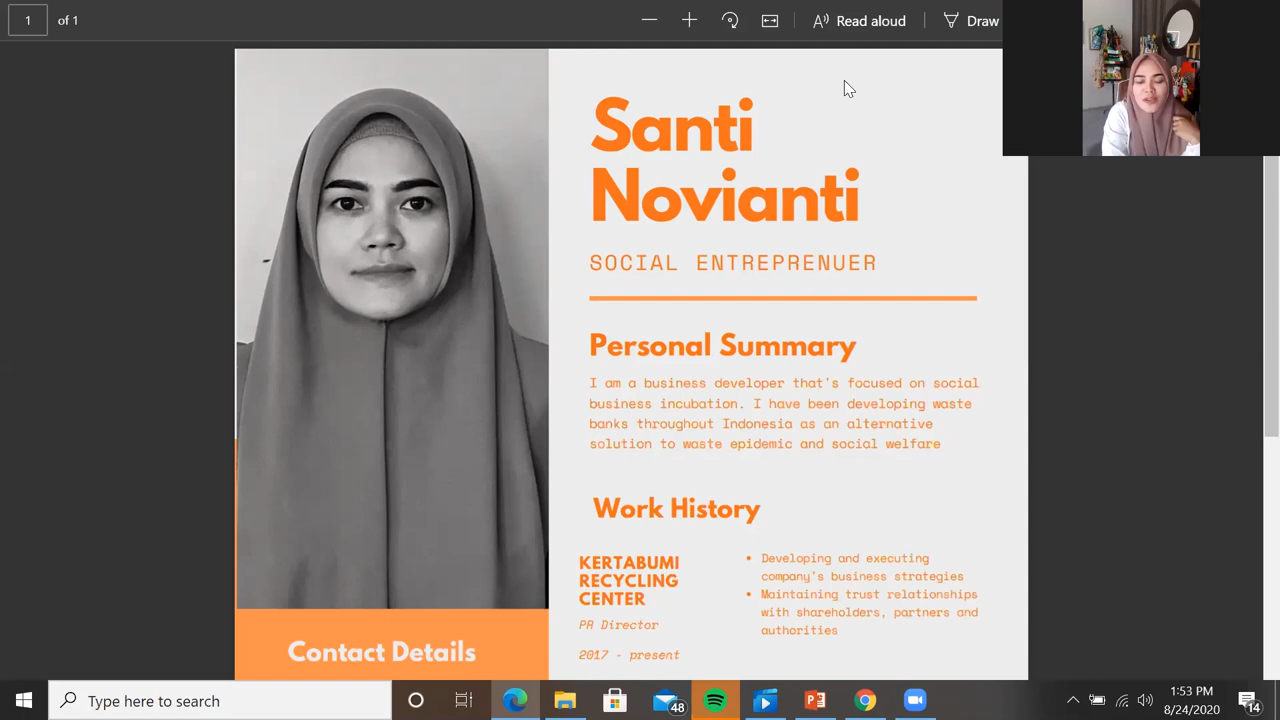 1
of 1
Read aloud
Draw
Santi
Novianti
SOCIAL ENTREPRENUER
Personal Summary
I am a business developer that's focused on social
business incubation. I have been developing waste
banks throughout Indonesia as an alternative
solution to waste epidemic and social welfare
Work History
KERTABUMI
RECYCLING
CENTER
PR Director
2017 - present
• Developing and executing
company's business strategies
• Maintaining trust relationships
with shareholders, partners and
authorities
Contact Details
Type here to search
48
1:53 PM
8/24/2020
14